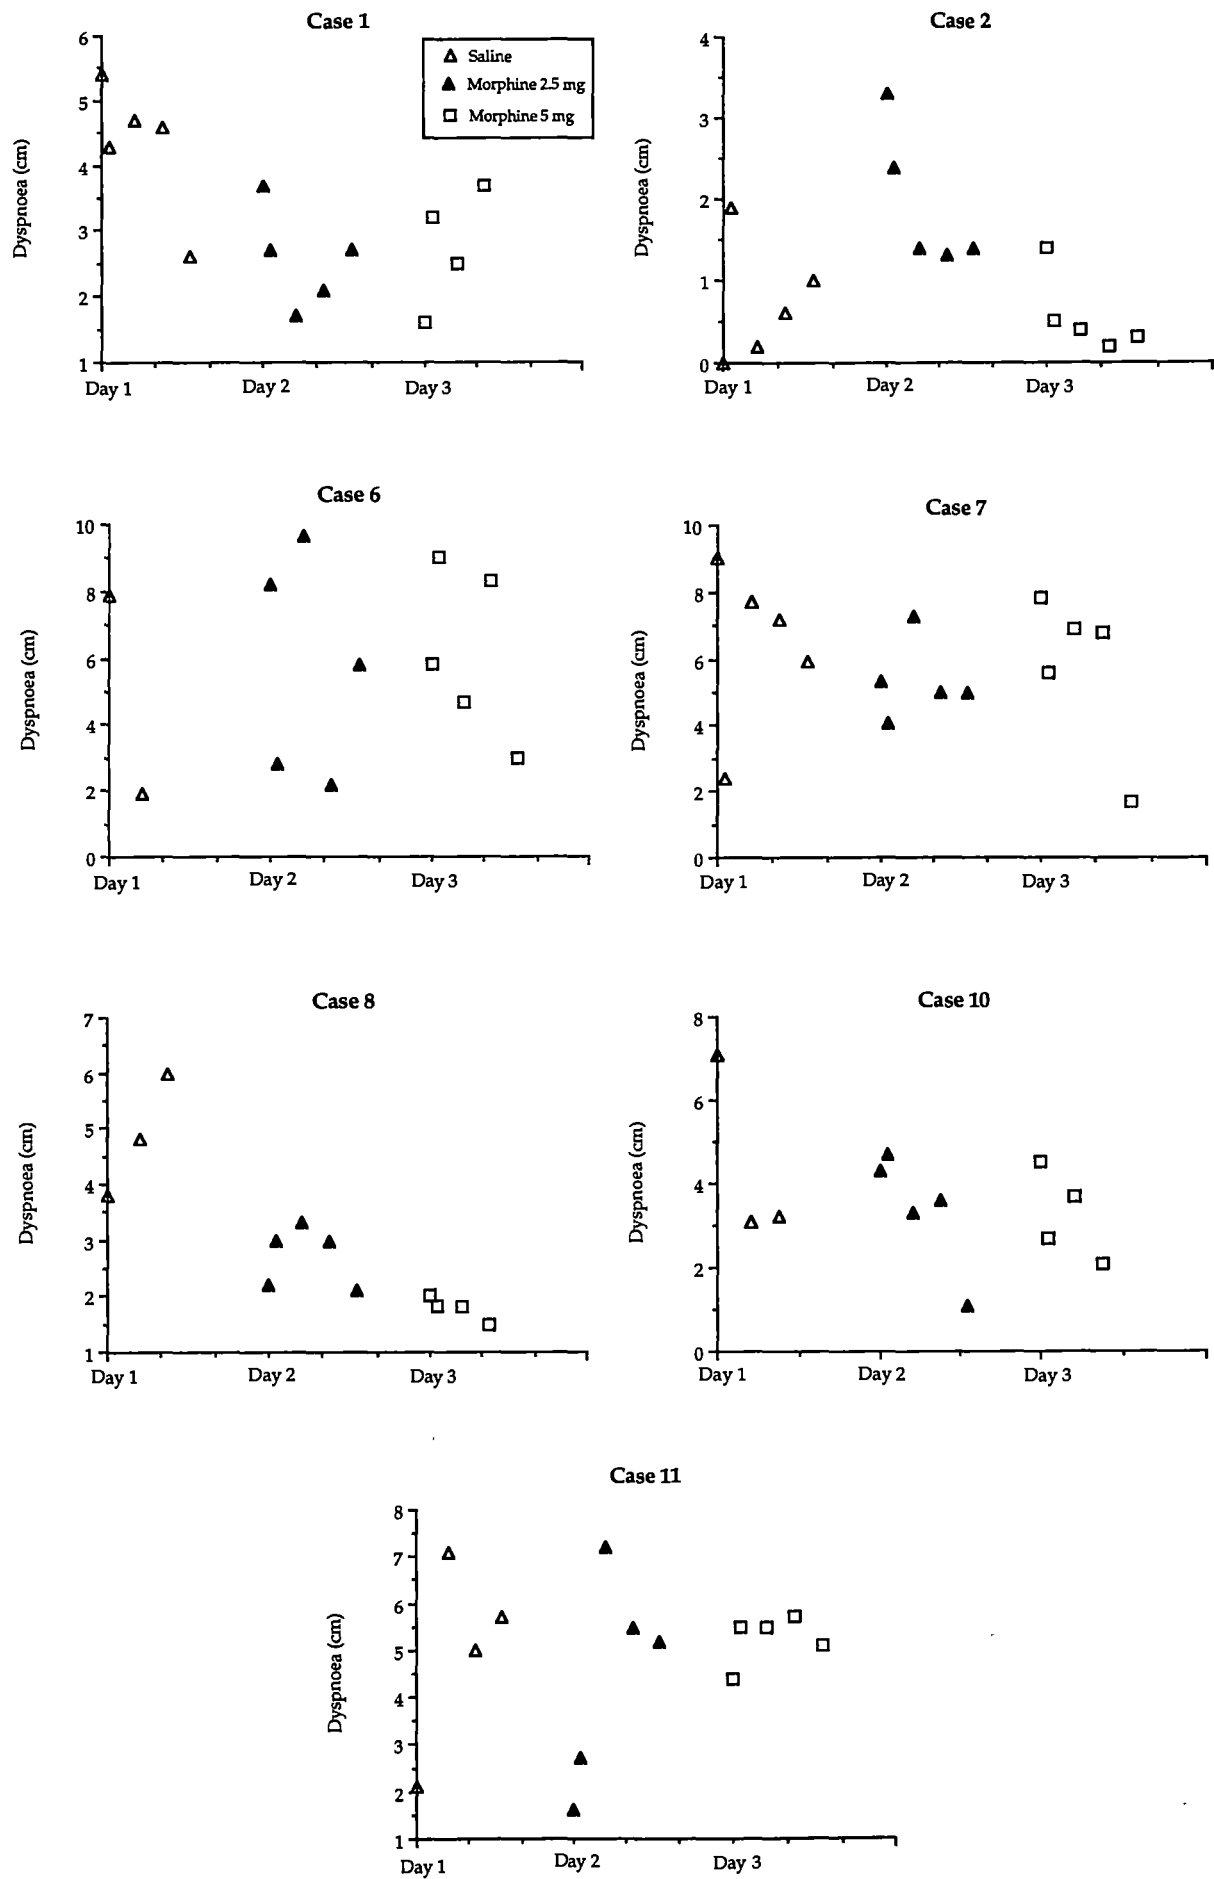 Case 1
6
5
4
3
2
1
Dyspnoea (cm)
Day 1
Day 2
Day 3
Saline
Morphine 2.5 mg
Morphine 5 mg
Case 2
4
3
2
1
0
Dyspnoea (cm)
Day 1
Day 2
Day 3
Case 6
10
8
6
4
2
0
Dyspnoea (cm)
Day 1
Day 2
Day 3
Case 7
10
8
6
4
2
0
Dyspnoea (cm)
Day 1
Day 2
Day 3
Case 8
7
6
5
4
3
2
1
Dyspnoea (cm)
Day 1
Day 2
Day 3
Case 10
8
6
4
2
0
Dyspnoea (cm)
Day 1
Day 2
Day 3
Case 11
8
7
6
5
4
3
2
1
Dyspnoea (cm)
Day 1
Day 2
Day 3